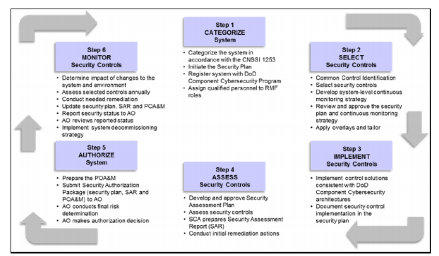 Step 1
CATEGORIZE
System
• Categorize the system in
accordance with the CNSSI 1253
• Initiate the Security Plan
• Register system with DoD
Component Cybersecurity Program
• Assign qualified personnel to RMF
roles
Step 2
SELECT
Security Controls
• Common Control Identification
• Select security controls
• Develop system-level continuous
monitoring strategy
• Review and approve the security
plan and continuous monitoring
strategy
• Apply overlays and tailor
Step 3
IMPLEMENT
Security Controls
• Implement control solutions
consistent with DoD
Component Cybersecurity
architectures
• Document security control
implementation in the
security plan
Step 4
ASSESS
Security Controls
• Develop and approve Security
Assessment Plan
• Assess security controls
• SCA prepares Security Assessment
Report (SAR)
• Conduct initial remediation actions
Step 5
AUTHORIZE
System
• Prepare the POA&M
• Submit Security Authorization
Package (security plan, SAR and
POA&M) to AO
• AO conducts final risk
determination
• AO makes authorization decision
Step 6
MONITOR
Security Controls
• Determine impact of changes to the
system and environment
• Assess selected controls annually
• Conduct needed remediation
• Update security plan, SAR and POA&M
• Report security status to AO
• AO reviews reported status
• Implement system decommissioning
strategy